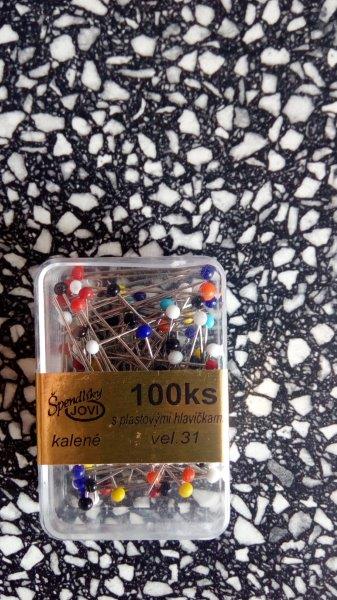 Špendlíky
JOVI
kalené
100ks
s plastovými hlavičkami
vel.31